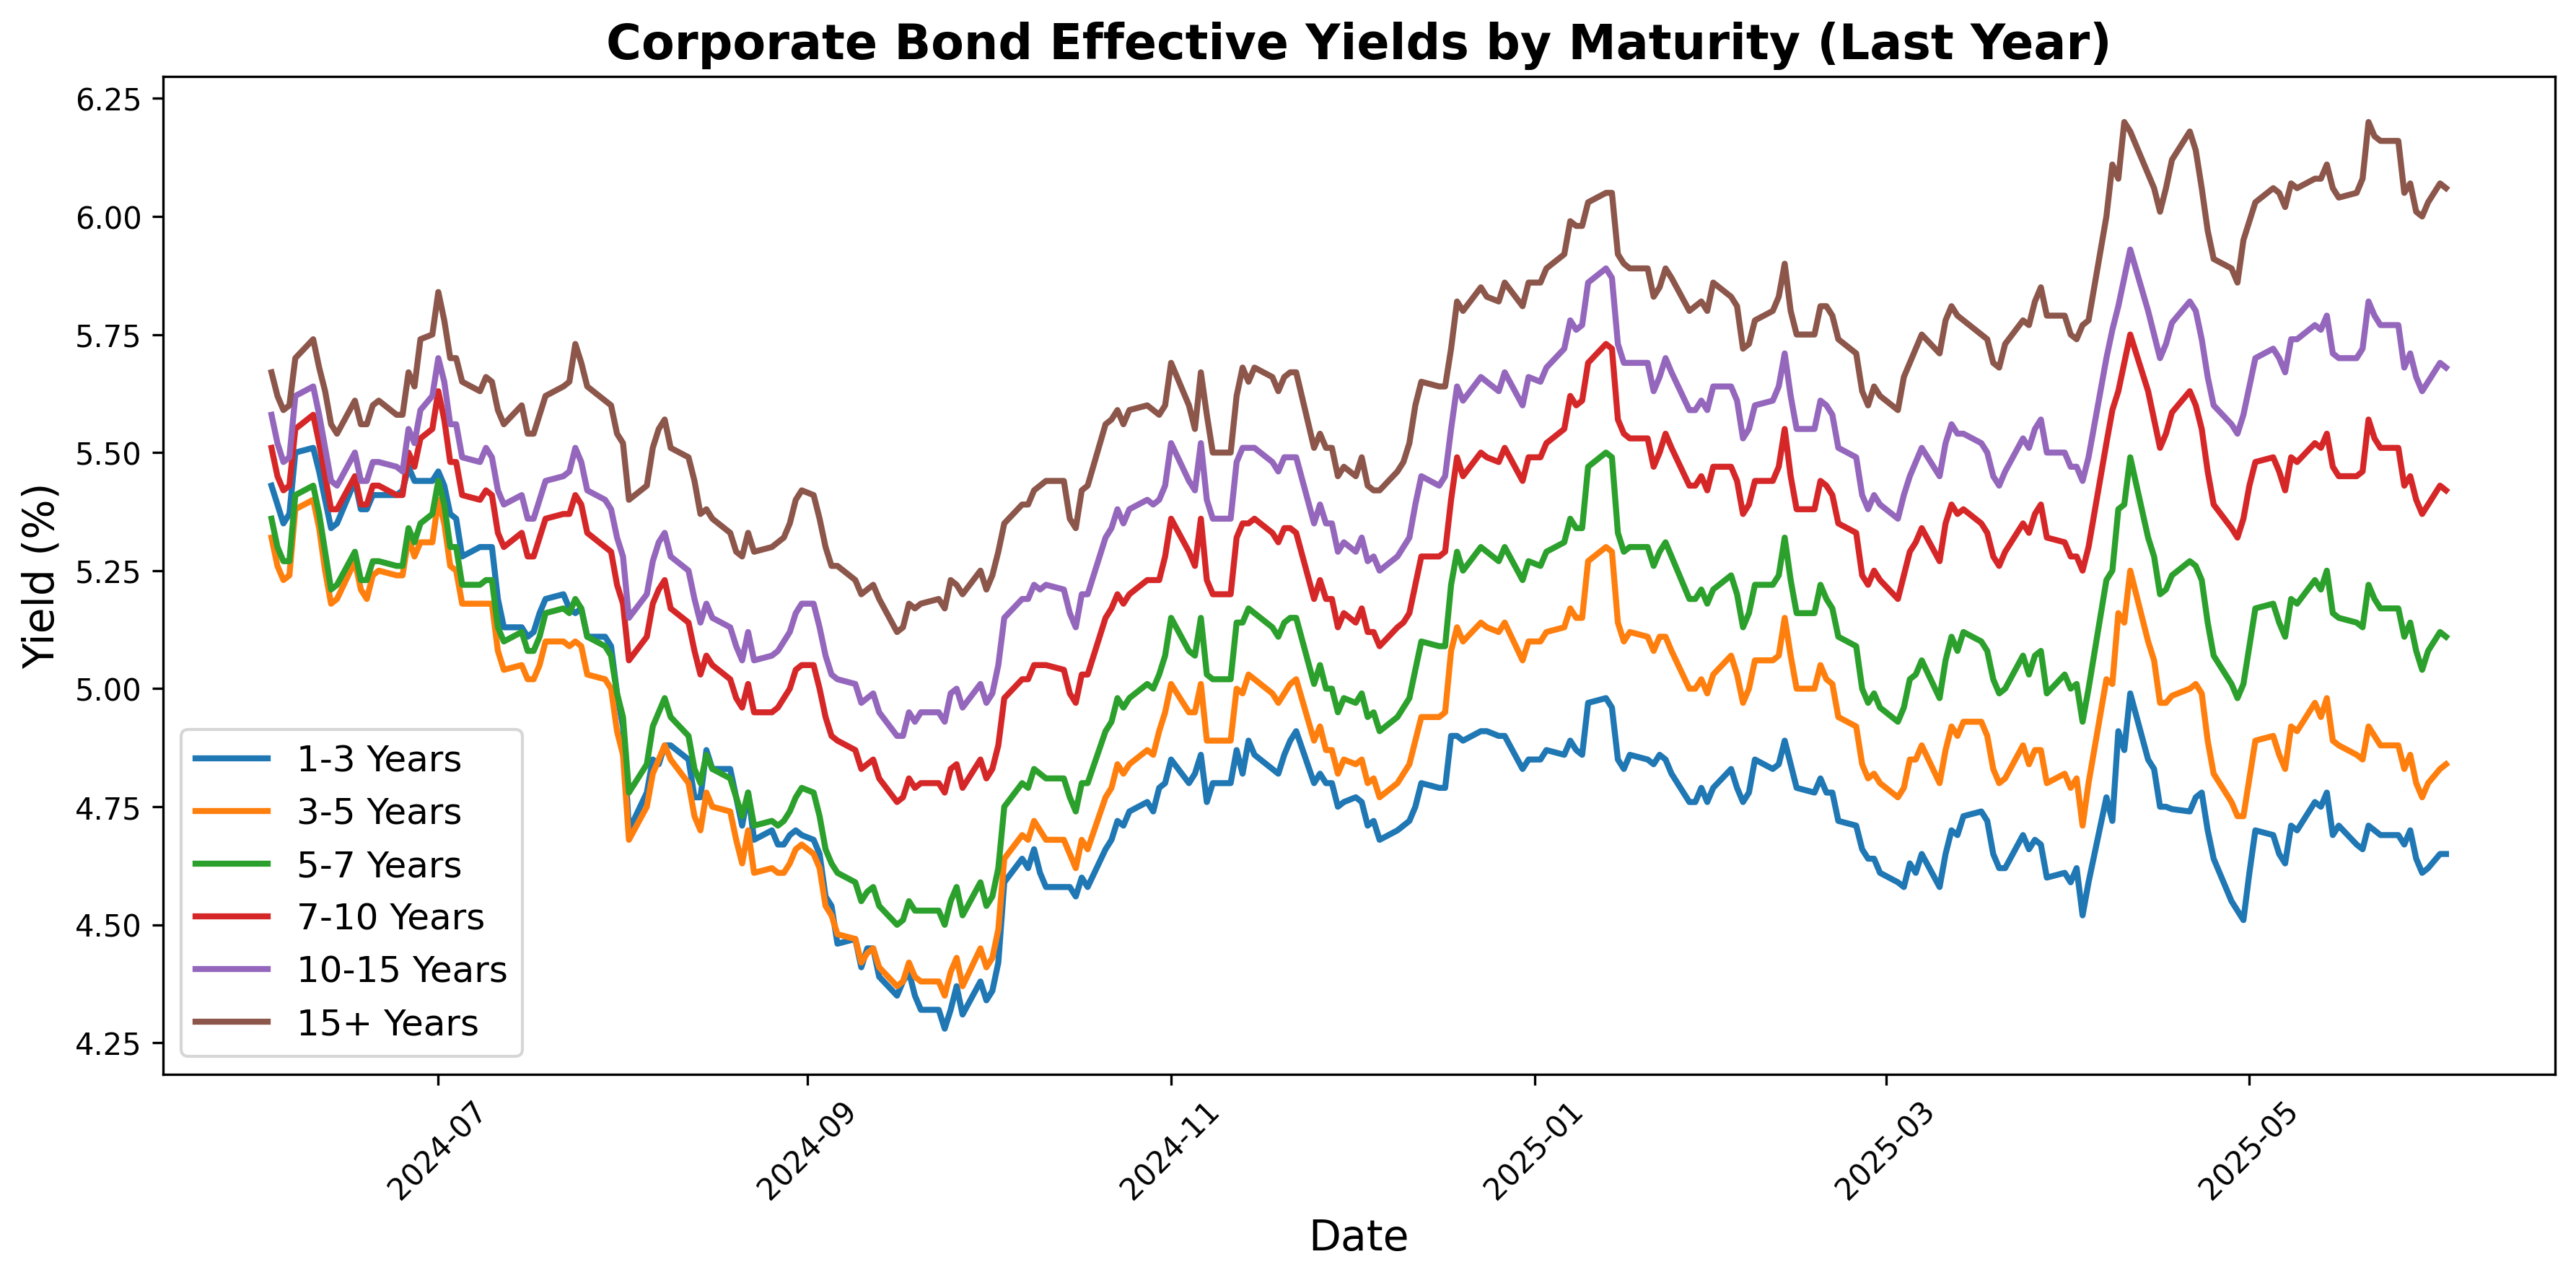 Corporate Bond Effective Yields by Maturity (Last Year)
6.25
6.00
5.75
5.50
5.25
5.00
4.75
4.50
4.25
Yield (%)
1-3 Years
3-5 Years
5-7 Years
7-10 Years
10-15 Years
15+ Years
2024-07
2024-09
2024-11
2025-01
2025-03
2025-05
Date